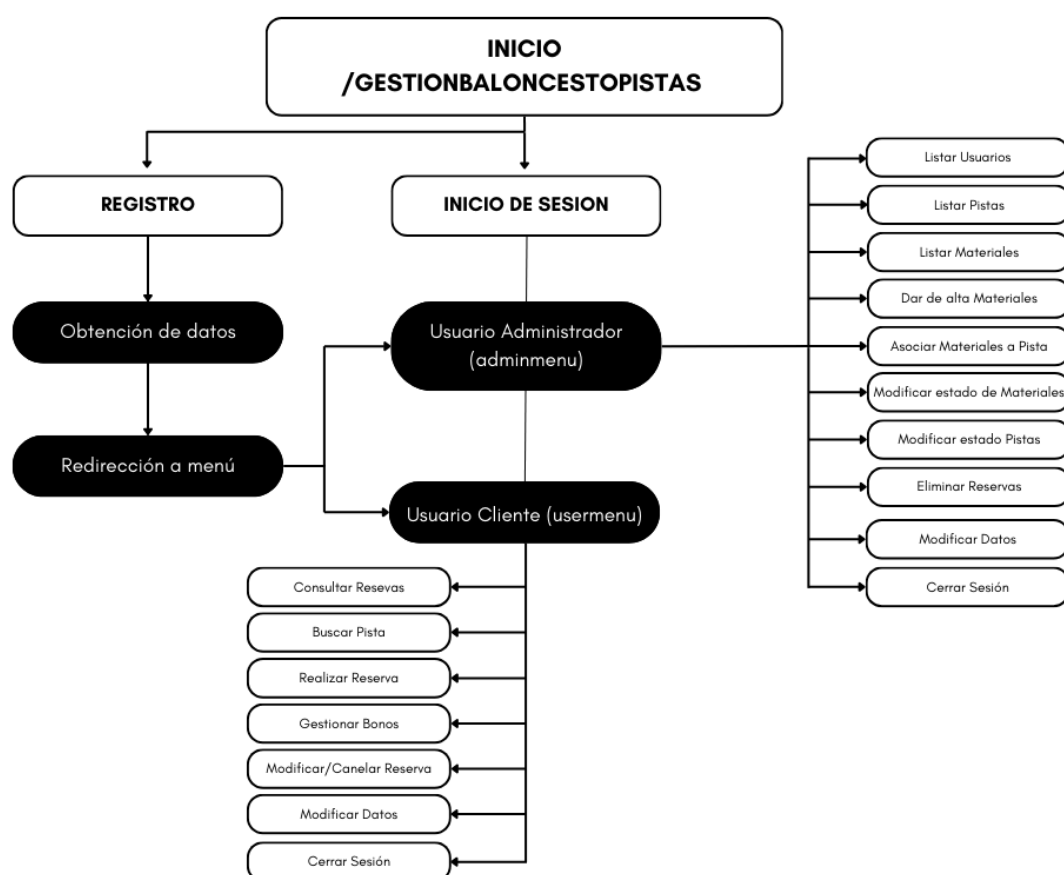 INICIO
/GESTIONBALONCESTOPISTAS
REGISTRO
INICIO DE SESION
Obtención de datos
Redirección a menú
Usuario Administrador
(adminmenu)
Usuario Cliente (usermenu)
Listar Usuarios
Listar Pistas
Listar Materiales
Dar de alta Materiales
Asociar Materiales a Pista
Modificar estado de Materiales
Modificar estado Pistas
Eliminar Reservas
Modificar Datos
Cerrar Sesión
Consultar Resevas
Buscar Pista
Realizar Reserva
Gestionar Bonos
Modificar/Canelar Reserva
Modificar Datos
Cerrar Sesión